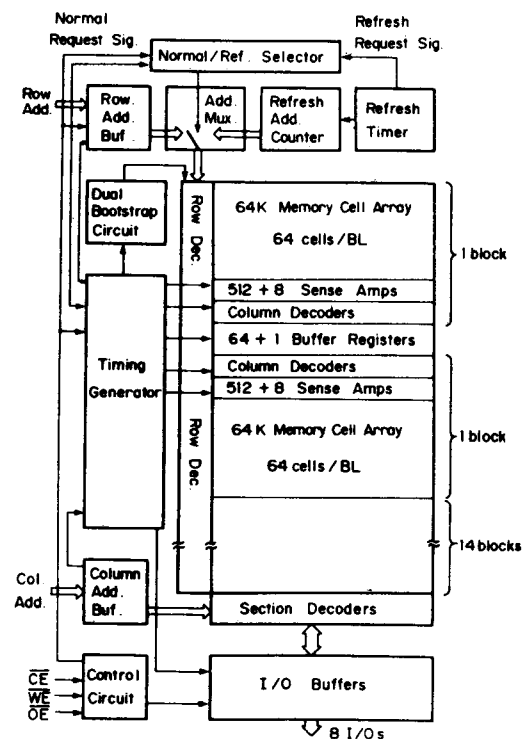 Normal
Request Sig.
Refresh
Request Sig.
Normal/Ref. Selector
Row
Add.
Row.
Add.
Buf.
Add.
Mux.
Refresh
Add.
Counter
Refresh
Timer
Dual
Bootstrap
Circuit
Row Dec.
64K Memory Cell Array
64 cells/BL
1 block
512 + 8 Sense Amps
Column Decoders
64 + 1 Buffer Registers
Timing
Generator
Column Decoders
512 + 8 Sense Amps
Row Dec.
64K Memory Cell Array
64 cells/BL
1 block
14 blocks
Col.
Add.
Column
Add.
Buf.
Section Decoders
CE
WE
OE
Control
Circuit
I/O Buffers
8 I/Os